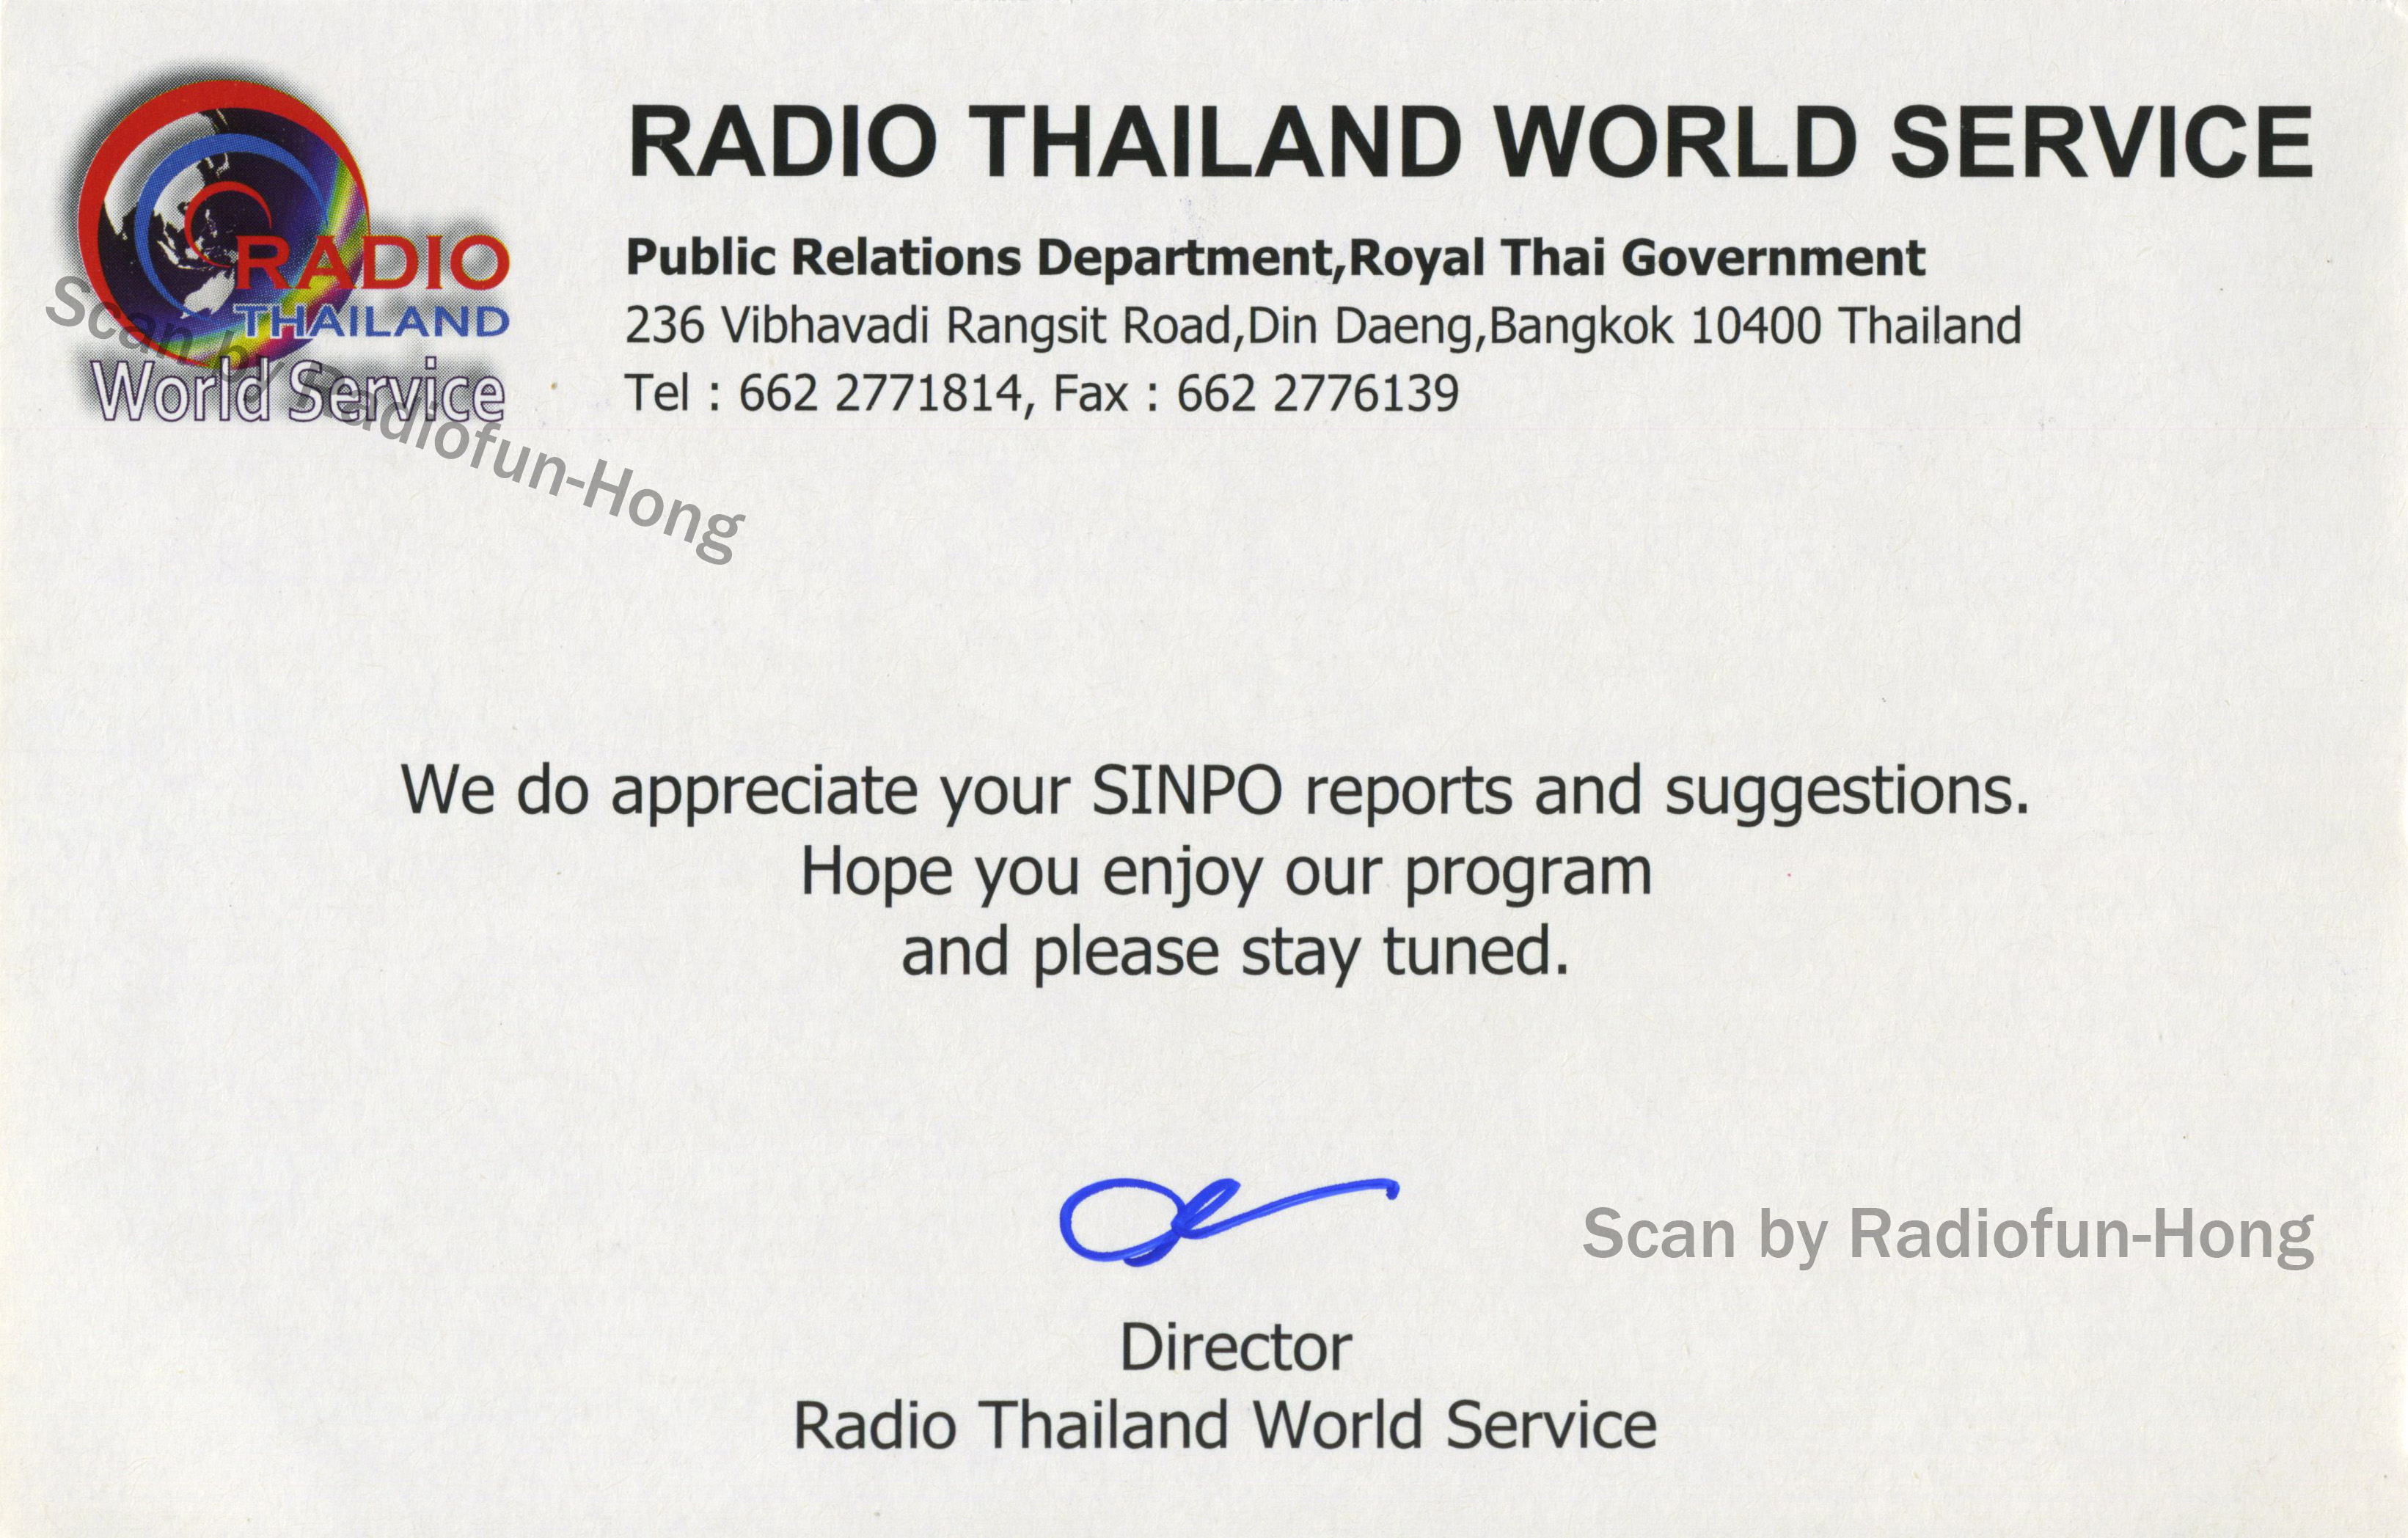 RADIO THAILAND WORLD SERVICE
RADIO
THAILAND
World Service
Public Relations Department,Royal Thai Government
236 Vibhavadi Rangsit Road,Din Daeng,Bangkok 10400 Thailand
Tel : 662 2771814, Fax : 662 2776139
Scan by Radiofun-Hong
We do appreciate your SINPO reports and suggestions.
Hope you enjoy our program
and please stay tuned.
Scan by Radiofun-Hong
Director
Radio Thailand World Service